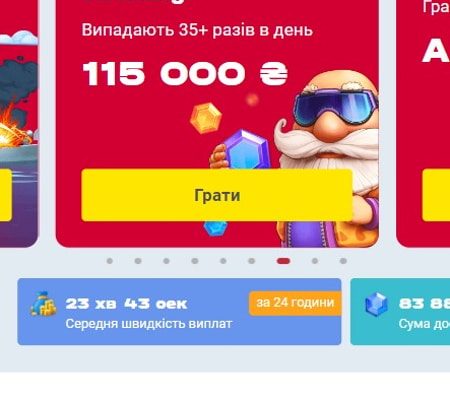 Випадають 35+ разів в день
115 000 ₴
Грати
23 хв 43 сек
за 24 години
Середня швидкість виплат
83 88
Сума до
Гра
А